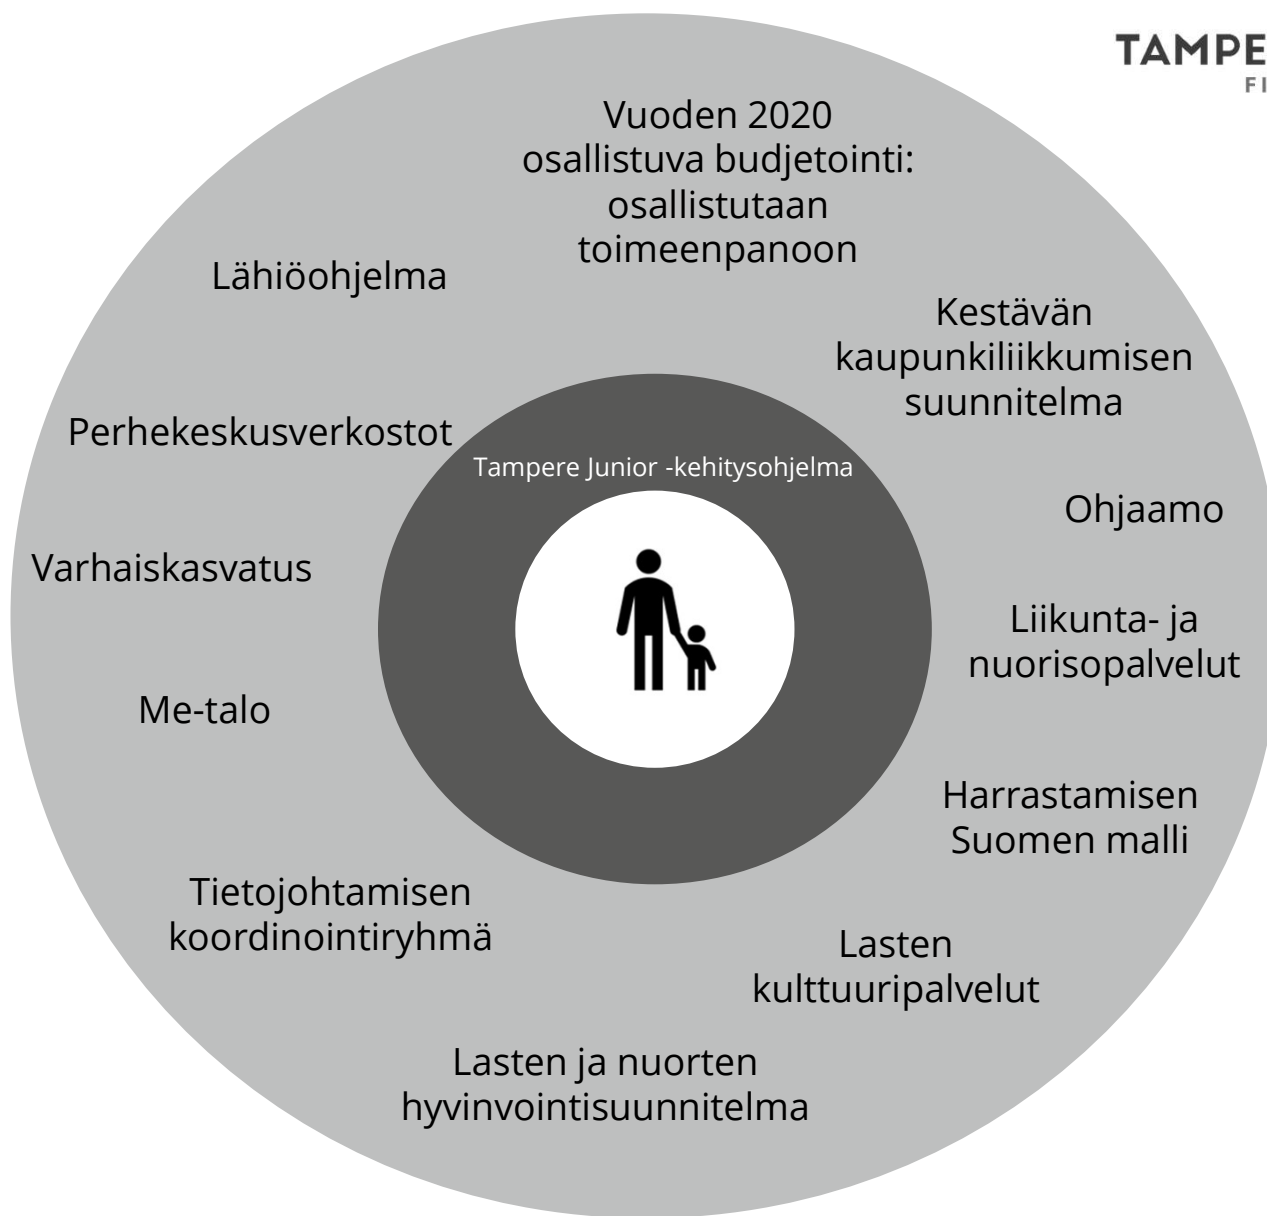 TAMPE
FI
Vuoden 2020
osallistuva budjetointi:
osallistutaan
toimeenpanoon
Lähiöohjelma
Kestävän
kaupunkiliikkumisen
suunnitelma
Perhekeskusverkostot
Tampere Junior -kehitysohjelma
Ohjaamo
Varhaiskasvatus
Liikunta- ja
nuorisopalvelut
Me-talo
Harrastamisen
Suomen malli
Tietojohtamisen
koordinointiryhmä
Lasten
kulttuuripalvelut
Lasten ja nuorten
hyvinvointisuunnitelma